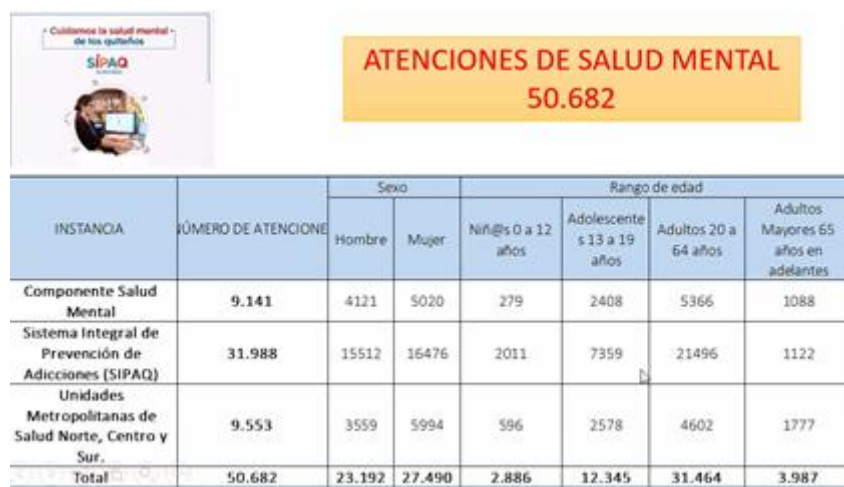 Cuidamos la salud mental
de los quiteños
SIPAQ
ATENCIONES DE SALUD MENTAL
50.682
INSTANCIA
NÚMERO DE ATENCIONE
Sexo
Rango de edad
Hombre
Mujer
Niñ@s 0 a 12
años
Adolescente
s 13 a 19
años
Adultos 20 a
64 años
Adultos
Mayores 65
años en
adelantes
Componente Salud
Mental
9.141 4121 5020 279 2408 5366 1088
Sistema Integral de
Prevención de
Adicciones (SIPAQ)
31.988 15512 16476 2011 7359 21496 1122
Unidades
Metropolitanas de
Salud Norte, Centro y
Sur.
9.553 3559 5994 596 2578 4602 1777
Total 50.682 23.192 27.490 2.886 12.345 31.464 3.987